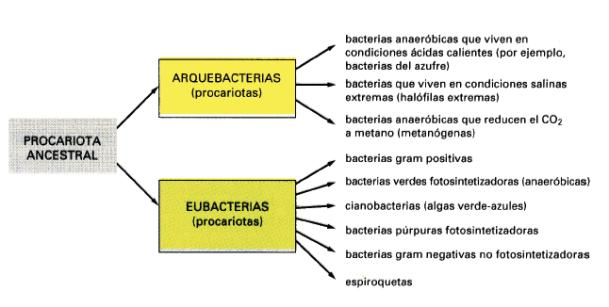 bacterias anaeróbicas que viven en
condiciones ácidas calientes (por ejemplo,
bacterias del azufre)
ARQUEBACTERIAS
(procariotas)
bacterias que viven en condiciones salinas
extremas (halófilas extremas)
bacterias anaeróbicas que reducen el CO2
a metano (metanógenas)
PROCARIOTA
ANCESTRAL
bacterias gram positivas
bacterias verdes fotosintetizadoras (anaeróbicas)
EUBACTERIAS
(procariotas)
cianobacterias (algas verde-azules)
bacterias púrpuras fotosintetizadoras
bacterias gram negativas no fotosintetizadoras
espiroquetas